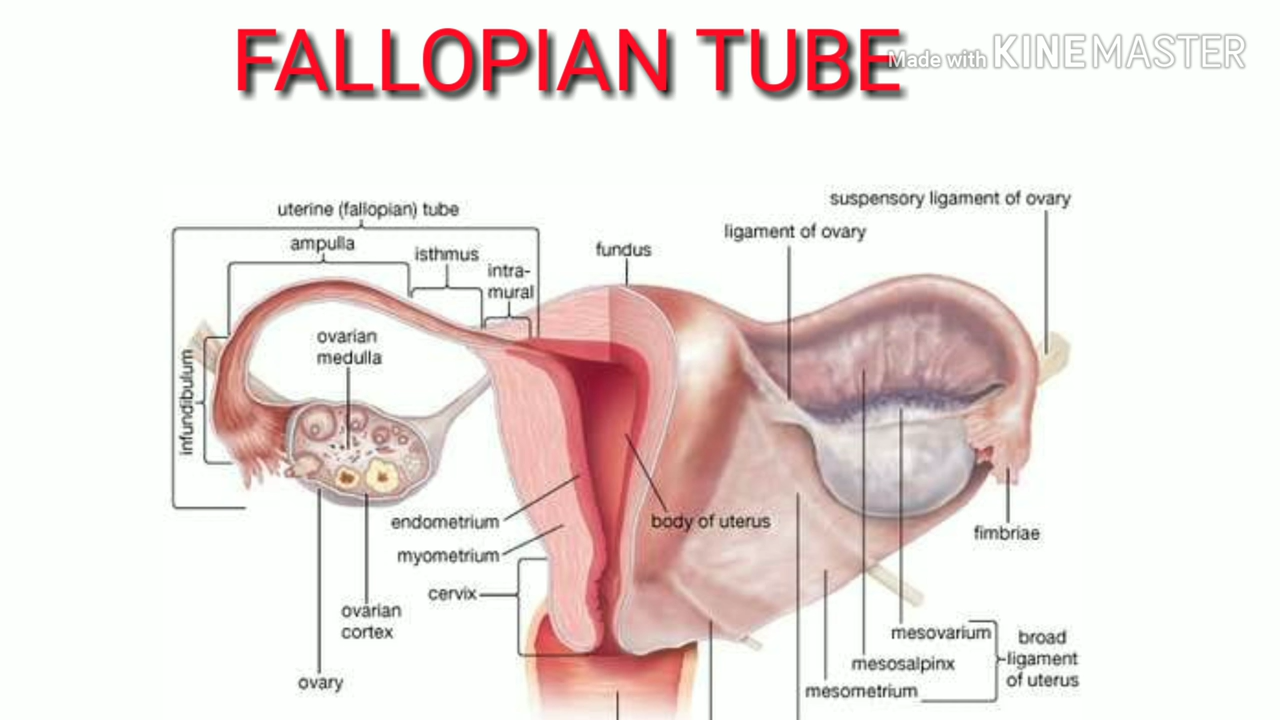 FALLOPIAN TUBE
Made with KINEMASTER
suspensory ligament of ovary
uterine (fallopian) tube
ligament of ovary
ampulla
isthmus
fundus
intra-
mural
ovarian
medulla
infundibulum
endometrium
body of uterus
fimbriae
myometrium
cervix
ovarian
cortex
mesovarium
broad
ligament
of uterus
mesosalpinx
ovary
mesometrium